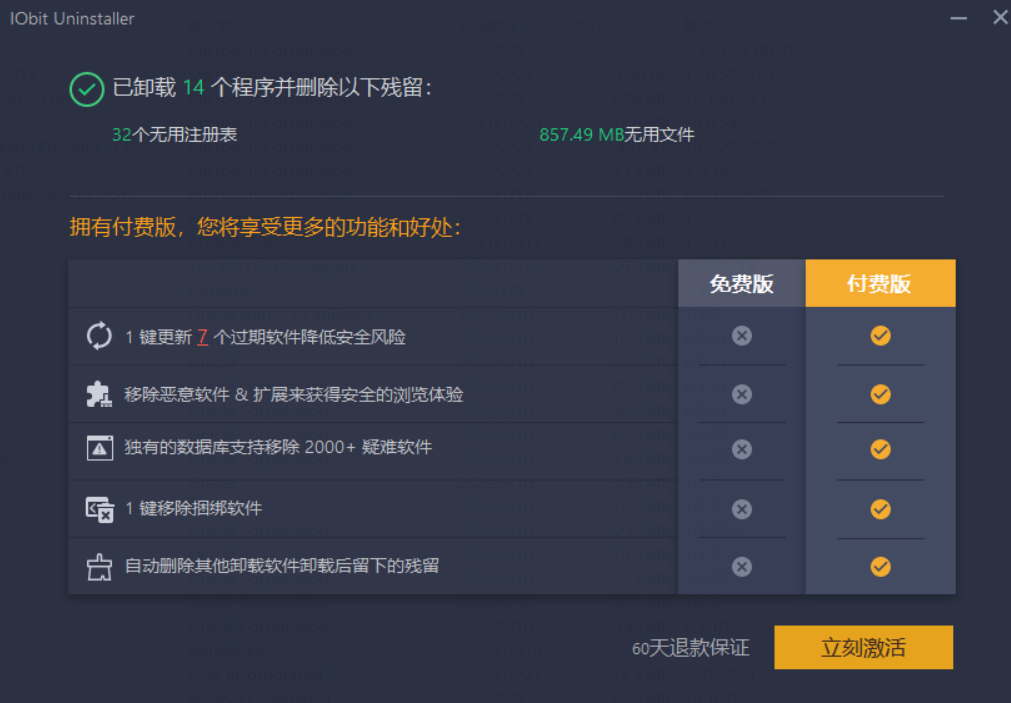 IObit Uninstaller
已卸载 14 个程序并删除以下残留：
32个无用注册表 857.49 MB无用文件
拥有付费版，您将享受更多的功能和好处：
免费版 付费版
1 键更新 7 个过期软件降低安全风险
移除恶意软件 & 扩展来获得安全的浏览体验
独有的数据库支持移除 2000+ 疑难软件
1 键移除捆绑软件
自动删除其他卸载软件卸载后留下的残留
60天退款保证 立刻激活